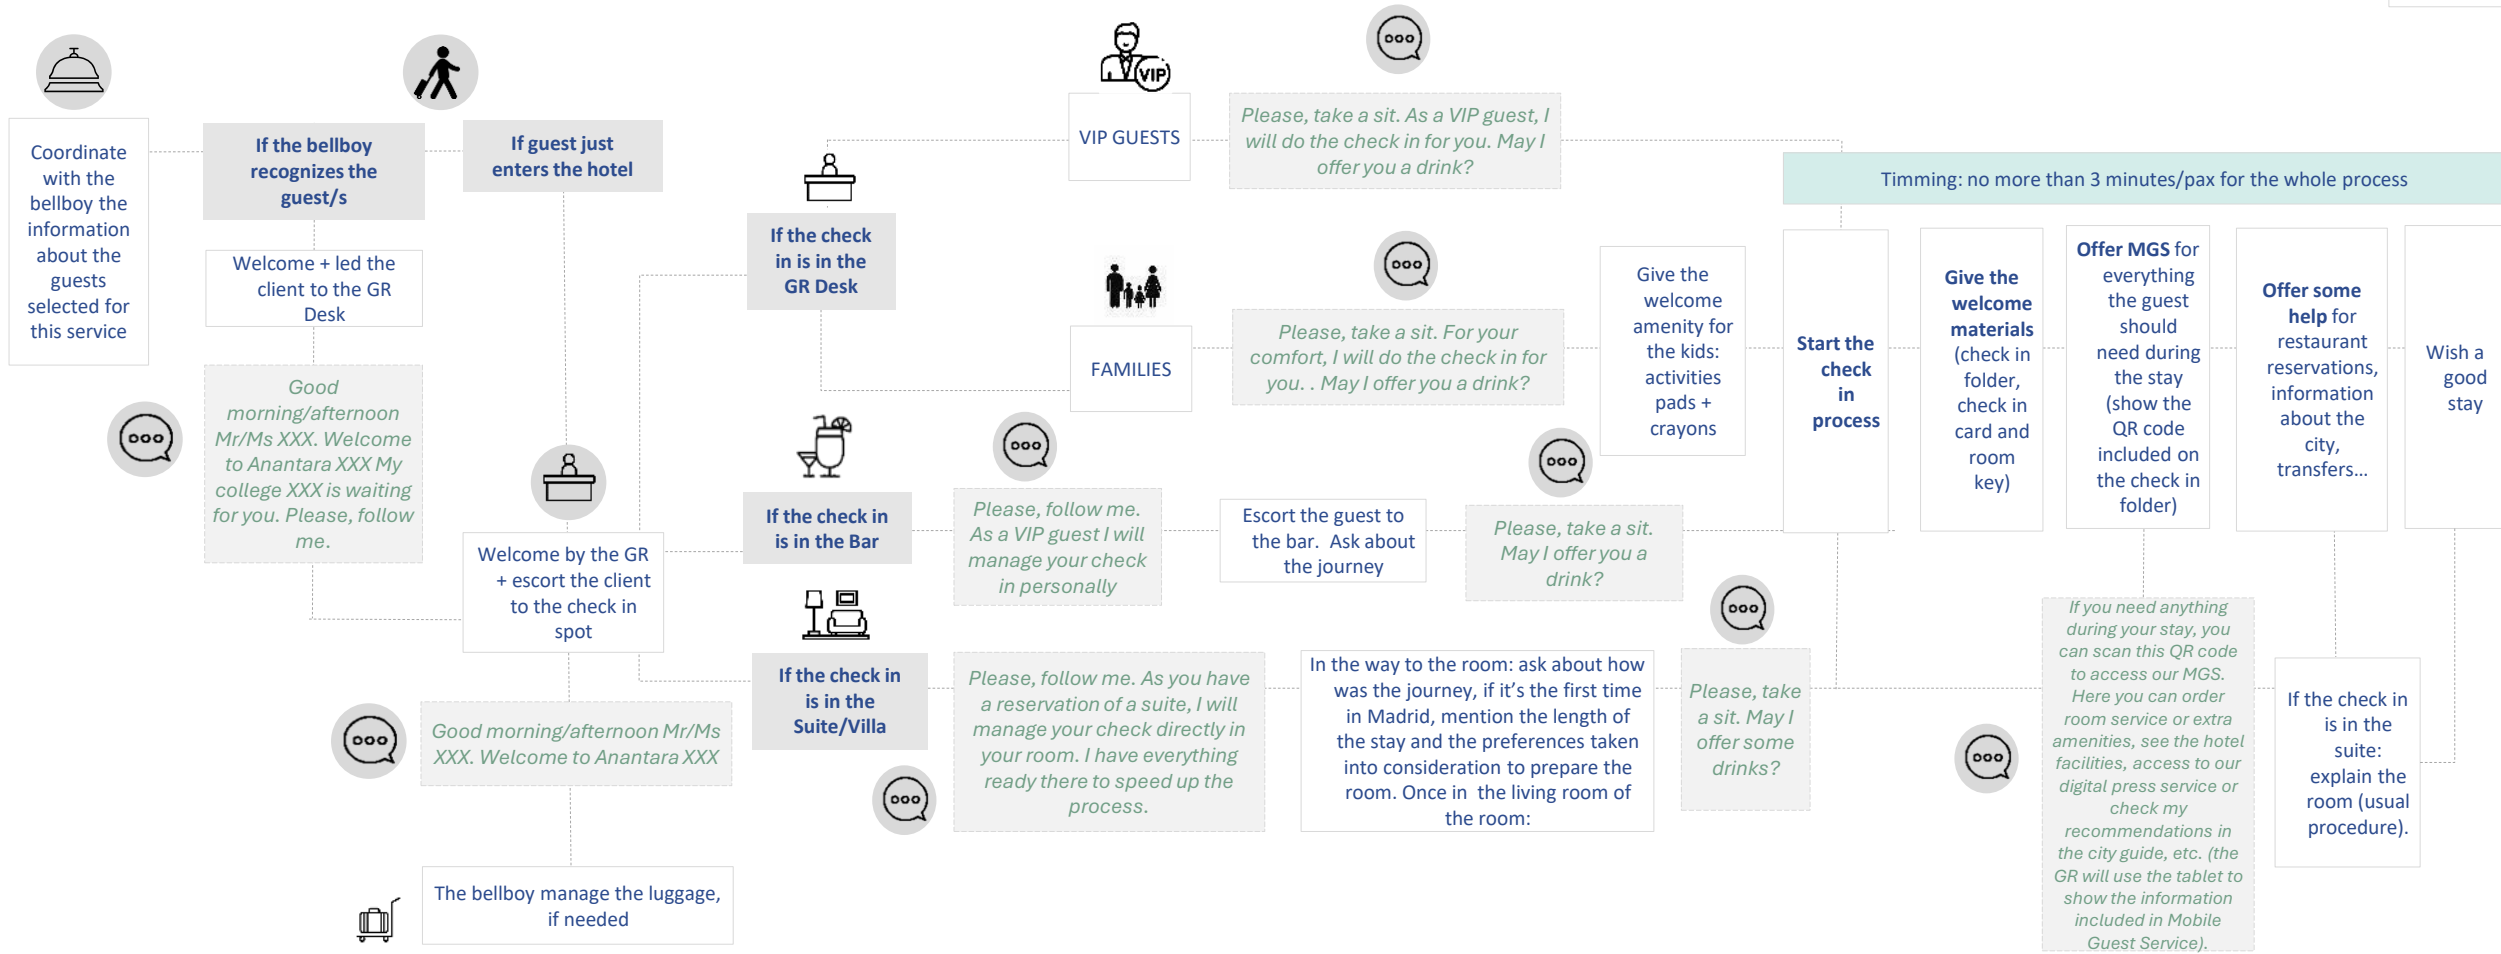 Coordinate
with the
bellboy the
information
about the
guests
selected for
this service
If the bellboy
recognizes the
guest/s
Welcome + led the
client to the GR
Desk
Good
morning/afternoon
Mr/Ms XXX. Welcome
to Anantara XXX My
college XXX is waiting
for you. Please, follow
me.
If guest just
enters the hotel
Welcome by the GR
+ escort the client
to the check in
spot
Good morning/afternoon Mr/Ms
XXX. Welcome to Anantara XXX
The bellboy manage the luggage,
if needed
If the check
in is in the
GR Desk
VIP
VIP GUESTS
Please, take a sit. As a VIP guest, I
will do the check in for you. May I
offer you a drink?
FAMILIES
Please, take a sit. For your
comfort, I will do the check in for
you. . May I offer you a drink?
Give the
welcome
amenity for
the kids:
activities
pads +
crayons
If the check in
is in the Bar
Please, follow me.
As a VIP guest I will
manage your check
in personally
Escort the guest to
the bar.  Ask about
the journey
Please, take a sit.
May I offer you a
drink?
If the check in
is in the
Suite/Villa
Please, follow me. As you have
a reservation of a suite, I will
manage your check directly in
your room. I have everything
ready there to speed up the
process.
In the way to the room: ask about how
was the journey, if it's the first time
in Madrid, mention the length of
the stay and the preferences taken
into consideration to prepare the
room. Once in  the living room of
the room:
Please, take
a sit. May I
offer some
drinks?
Timming: no more than 3 minutes/pax for the whole process
Start the
check
in
process
Give the
welcome
materials
(check in
folder,
check in
card and
room
key)
Offer MGS for
everything
the guest
should
need during
the stay
(show the
QR code
included on
the check in
folder)
If you need anything
during your stay, you
can scan this QR code
to access our MGS.
Here you can order
room service or extra
amenities, see the hotel
facilities, access to our
digital press service or
check my
recommendations in
the city guide, etc. (the
GR will use the tablet to
show the information
included in Mobile
Guest Service).
Offer some
help for
restaurant
reservations,
information
about the
city,
transfers...
If the check in
is in the
suite:
explain the
room (usual
procedure).
Wish a
good
stay